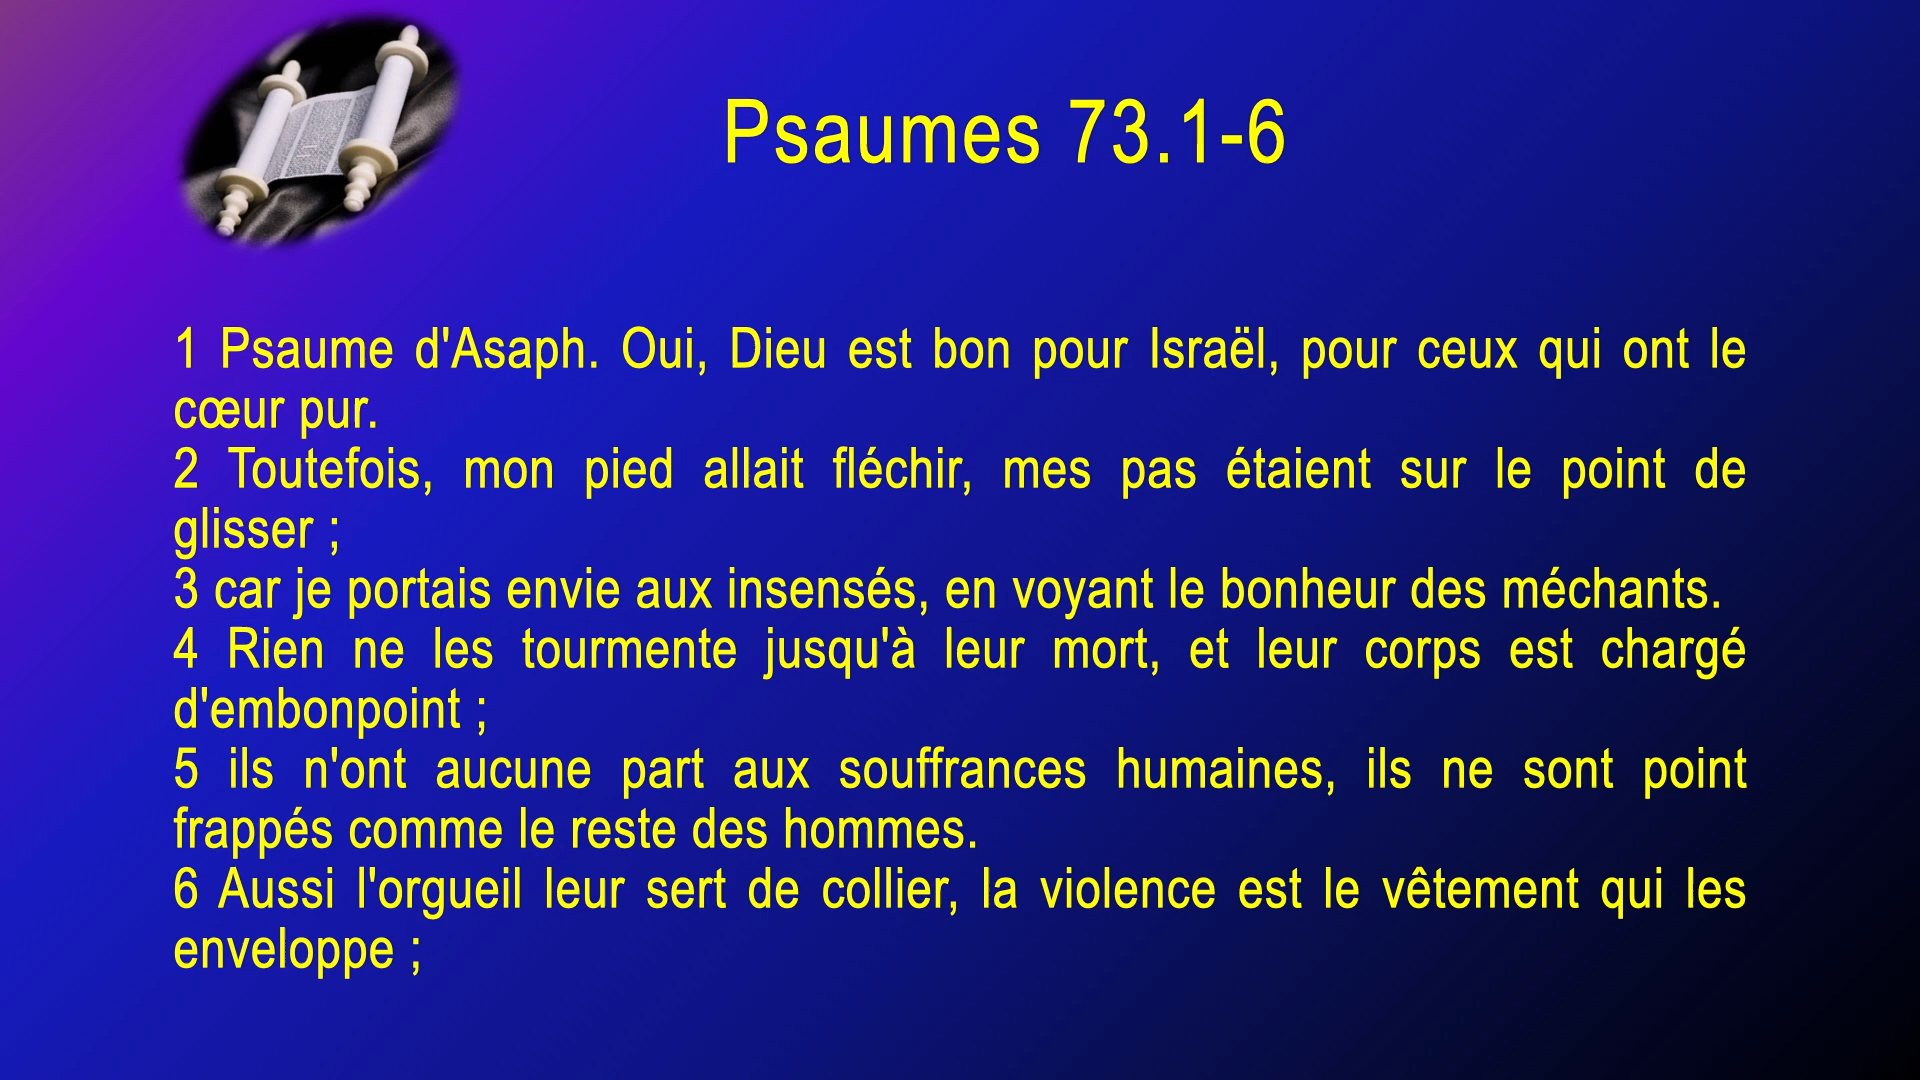 Psaumes 73.1-6
1 Psaume d'Asaph. Oui, Dieu est bon pour Israël, pour ceux qui ont le
cœur pur.
2 Toutefois, mon pied allait fléchir, mes pas étaient sur le point de
glisser ;
3 car je portais envie aux insensés, en voyant le bonheur des méchants.
4 Rien ne les tourmente jusqu'à leur mort, et leur corps est chargé
d'embonpoint ;
5 ils n'ont aucune part aux souffrances humaines, ils ne sont point
frappés comme le reste des hommes.
6 Aussi l'orgueil leur sert de collier, la violence est le vêtement qui les
enveloppe ;